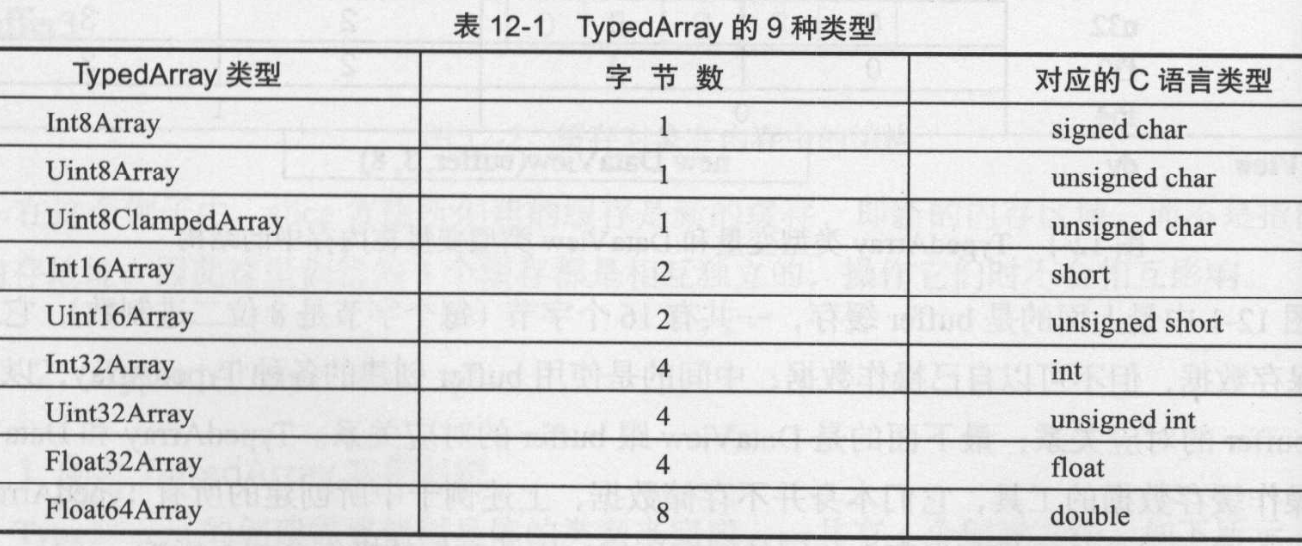 表 12-1 TypedArray 的 9 种类型
TypedArray 类型 字 节 数 对应的 C 语言类型
Int8Array 1 signed char
Uint8Array 1 unsigned char
Uint8ClampedArray 1 unsigned char
Int16Array 2 short
Uint16Array 2 unsigned short
Int32Array 4 int
Uint32Array 4 unsigned int
Float32Array 4 float
Float64Array 8 double